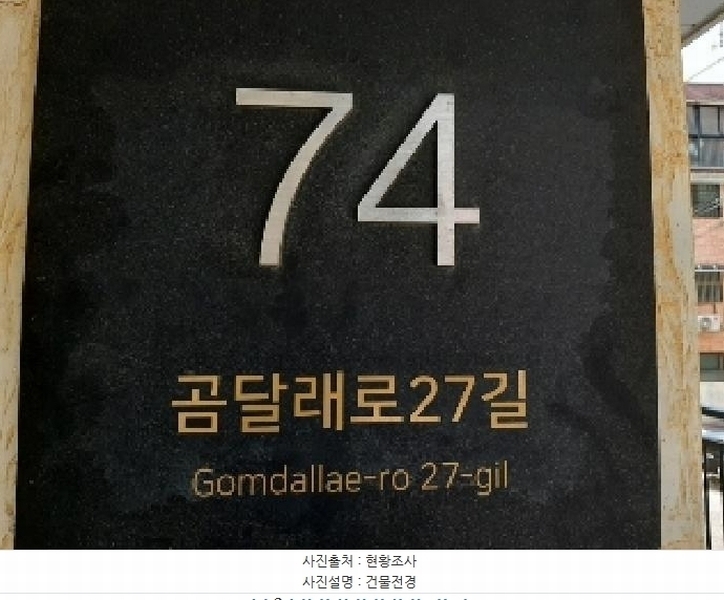 74
곰달래로27길
Gomdallae-ro 27-gil
사진출처 : 현황조사
사진설명 : 건물전경